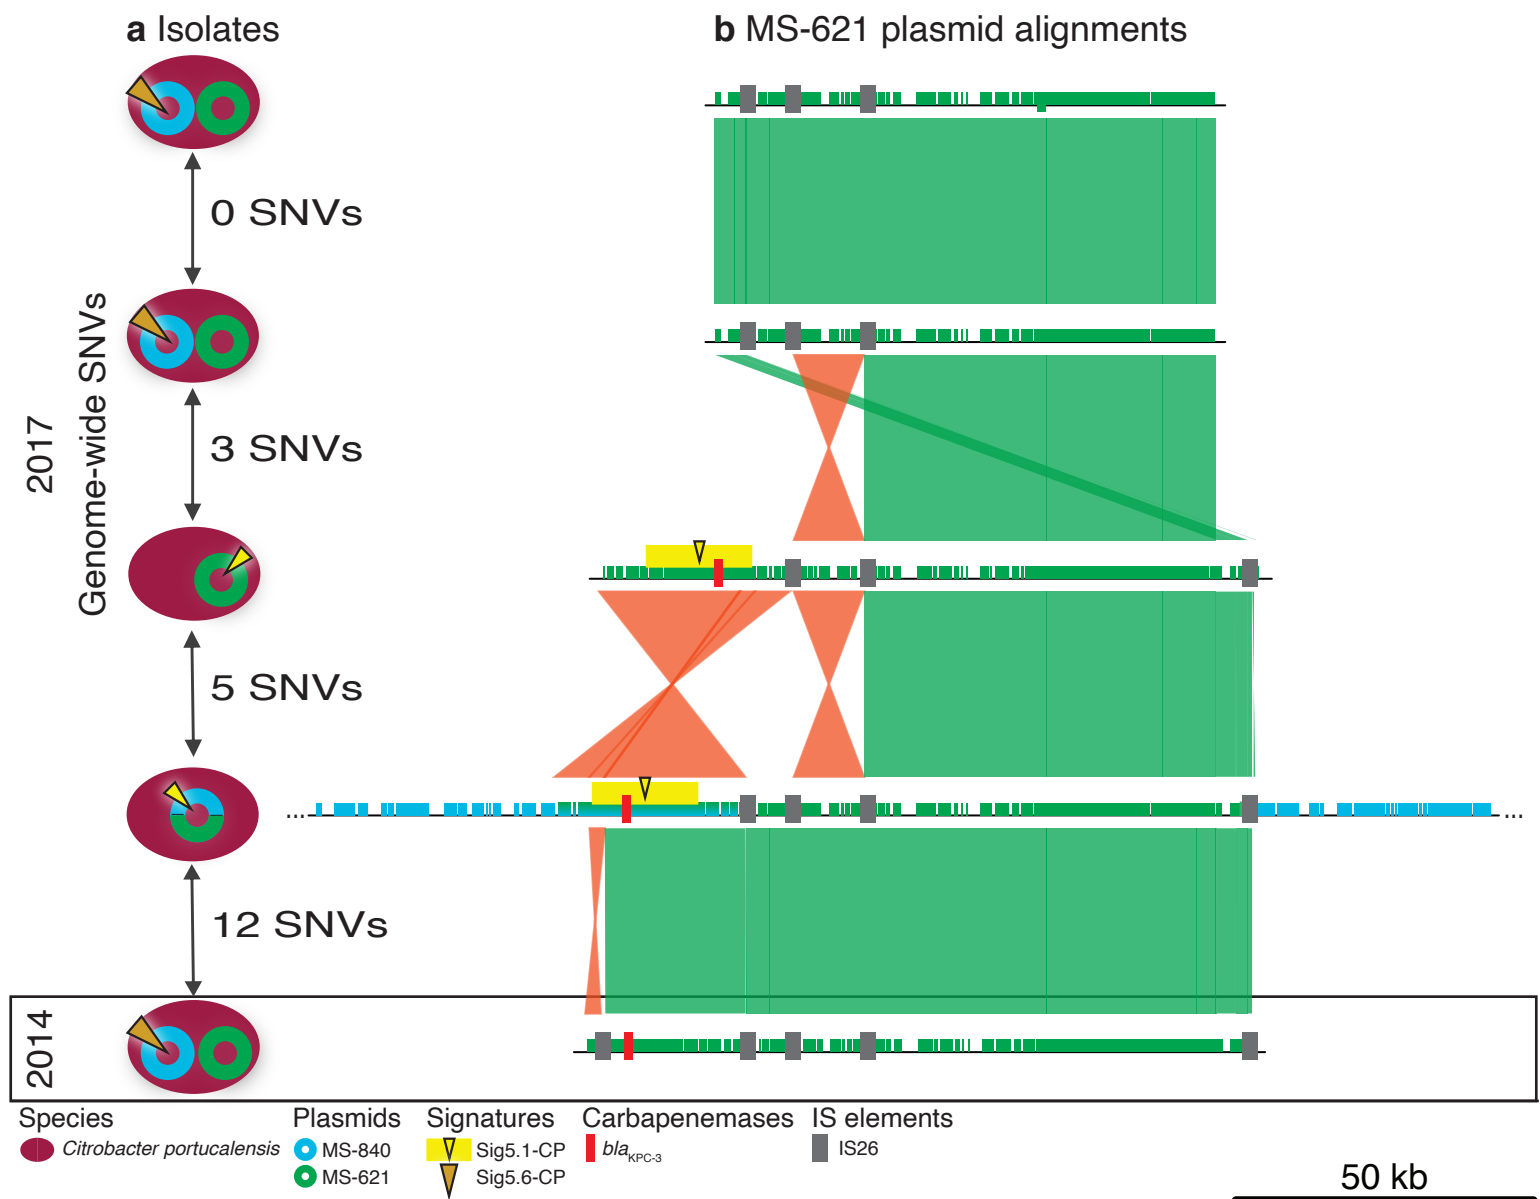 a Isolates
b MS-621 plasmid alignments
0 SNVs
3 SNVs
2017
Genome-wide SNVs
5 SNVs
... ...
12 SNVs
2014
Species Plasmids Signatures Carbapenemases IS elements
Citrobacter portucalensis MS-840 Sig5.1-CP blaKPC-3 IS26
MS-621 Sig5.6-CP
50 kb